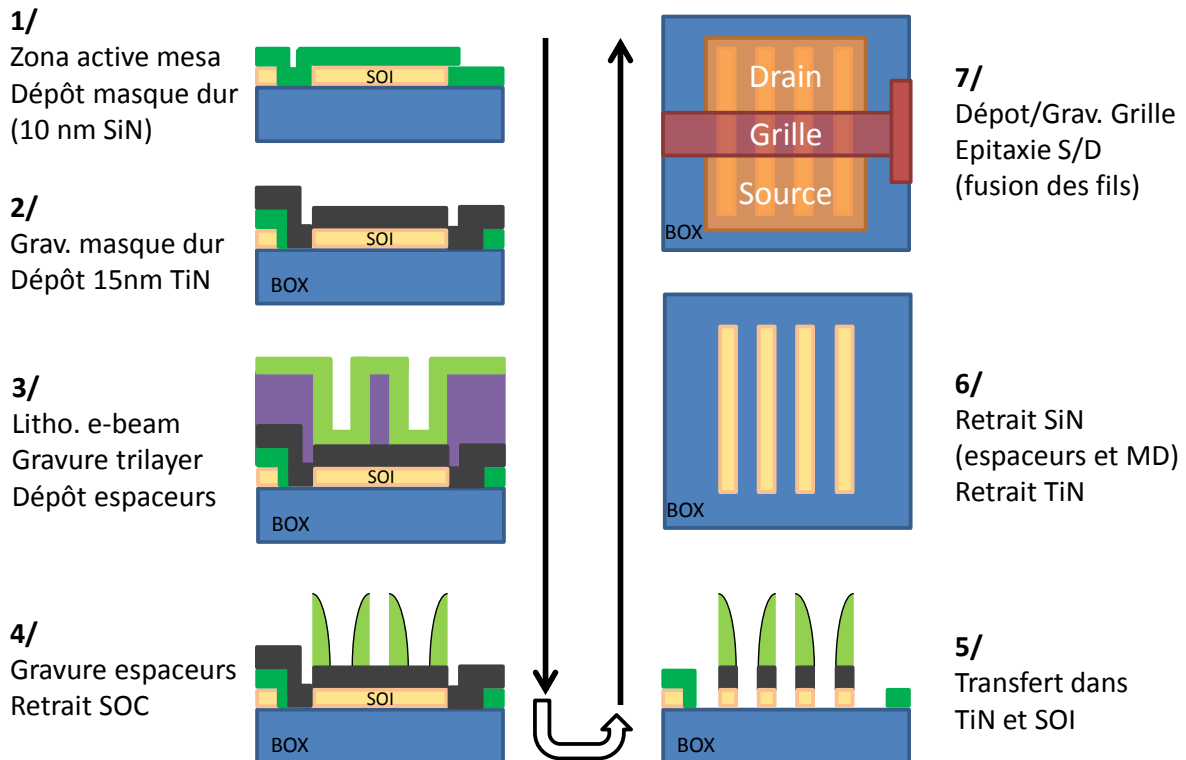 1/
Zona active mesa
Dépôt masque dur
(10 nm SiN)
SOI
2/
Grav. masque dur
Dépôt 15nm TiN
SOI
BOX
3/
Litho. e-beam
Gravure trilayer
Dépôt espaceurs
SOI
BOX
4/
Gravure espaceurs
Retrait SOC
SOI
BOX
5/
Transfert dans
TiN et SOI
BOX
6/
Retrait SiN
(espaceurs et MD)
Retrait TiN
BOX
7/
Dépot/Grav. Grille
Epitaxie S/D
(fusion des fils)
Drain
Grille
Source
BOX